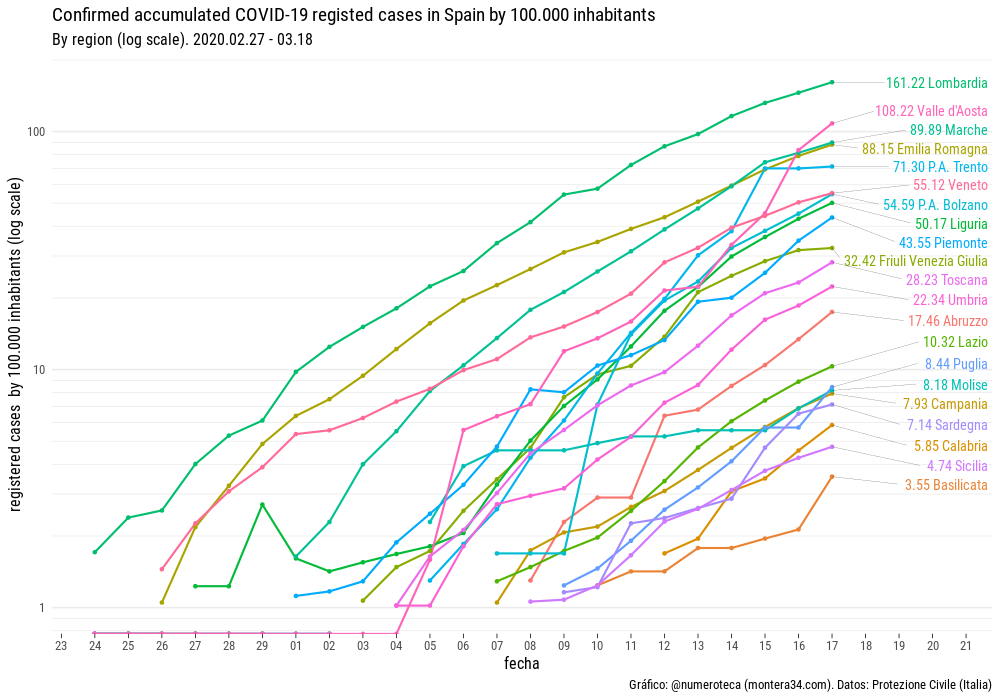 Confirmed accumulated COVID-19 registed cases in Spain by 100.000 inhabitants
By region (log scale). 2020.02.27 - 03.18
registered cases by 100.000 inhabitants (log scale)
100
10
1
161.22 Lombardia
108.22 Valle d'Aosta
89.89 Marche
88.15 Emilia Romagna
71.30 P.A. Trento
55.12 Veneto
54.59 P.A. Bolzano
50.17 Liguria
43.55 Piemonte
32.42 Friuli Venezia Giulia
28.23 Toscana
22.34 Umbria
17.46 Abruzzo
10.32 Lazio
8.44 Puglia
8.18 Molise
7.93 Campania
7.14 Sardegna
5.85 Calabria
4.74 Sicilia
3.55 Basilicata
23 24 25 26 27 28 29 01 02 03 04 05 06 07 08 09 10 11 12 13 14 15 16 17 18 19 20 21
fecha
Gráfico: @numeroteca (montera34.com). Datos: Protezione Civile (Italia)